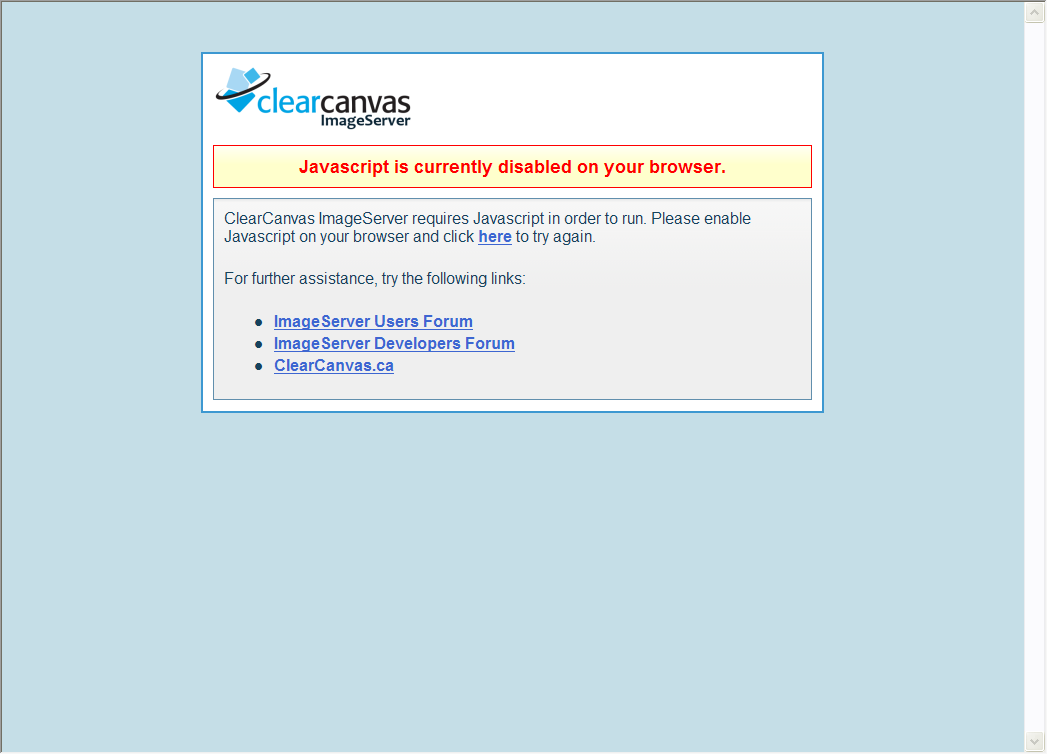 clearcanvas
ImageServer
Javascript is currently disabled on your browser.
ClearCanvas ImageServer requires Javascript in order to run. Please enable
Javascript on your browser and click here to try again.
For further assistance, try the following links:
ImageServer Users Forum
ImageServer Developers Forum
ClearCanvas.ca